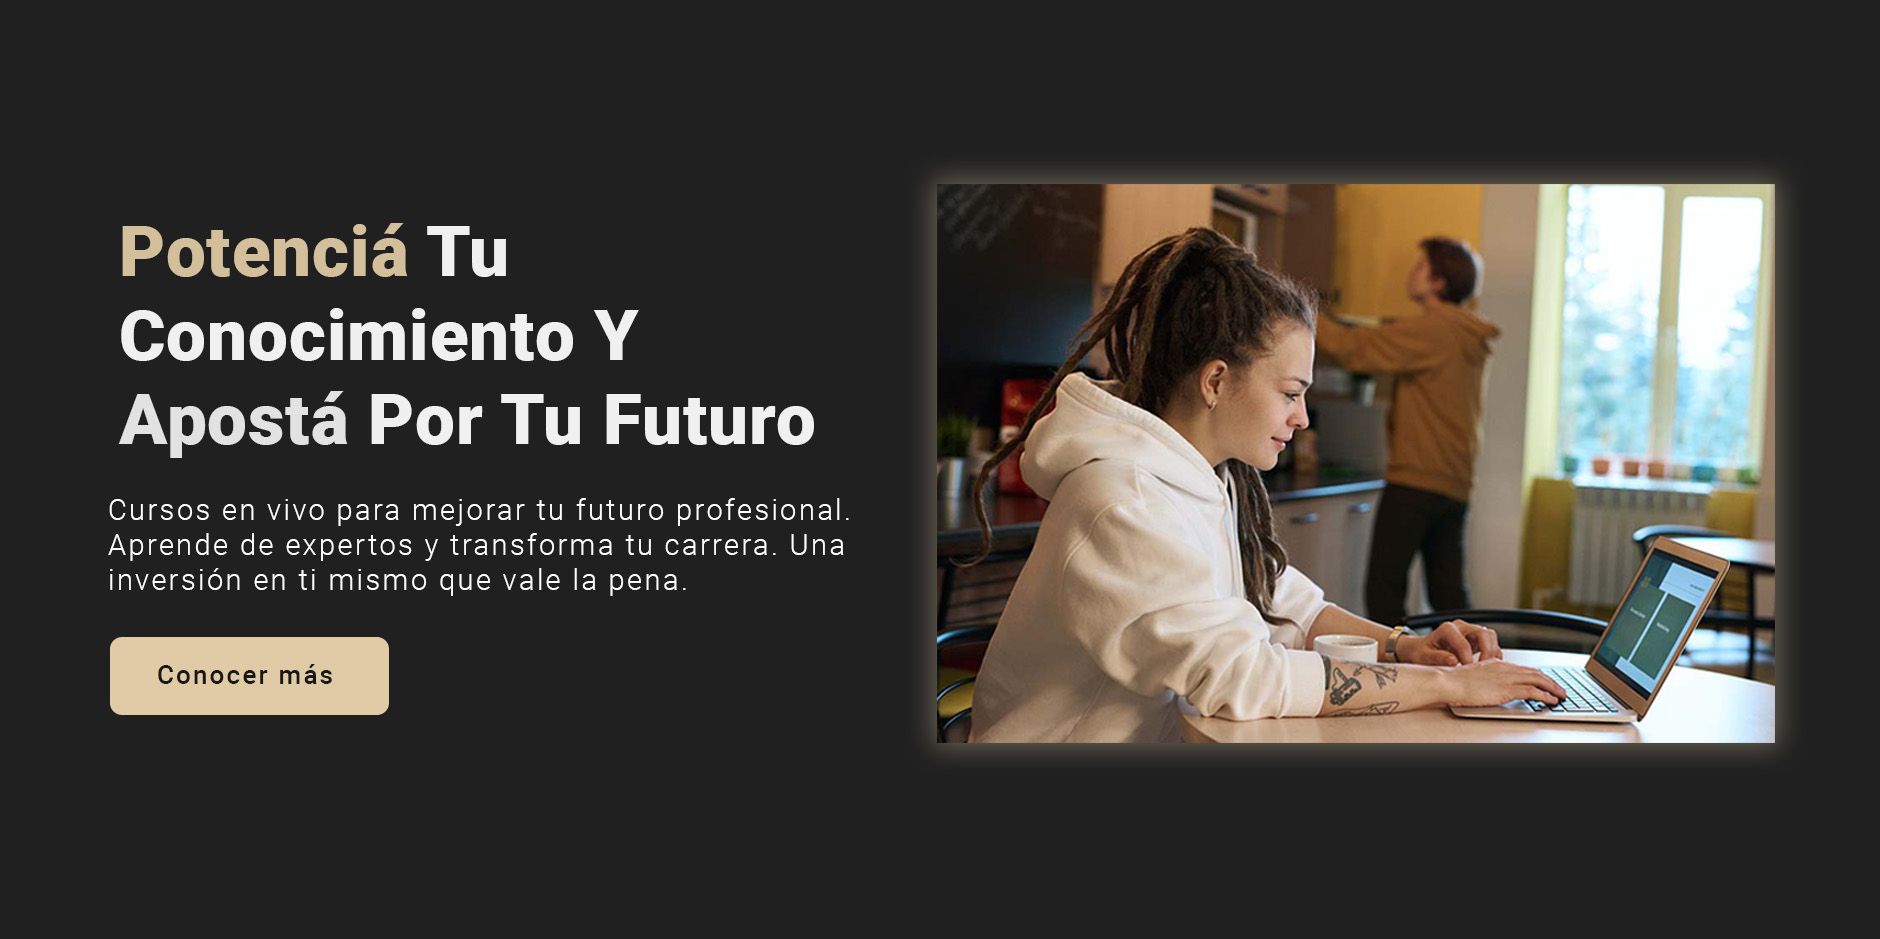 Potenciá Tu
Conocimiento Y
Apostá Por Tu Futuro
Cursos en vivo para mejorar tu futuro profesional.
Aprende de expertos y transforma tu carrera. Una
inversión en ti mismo que vale la pena.
Conocer más